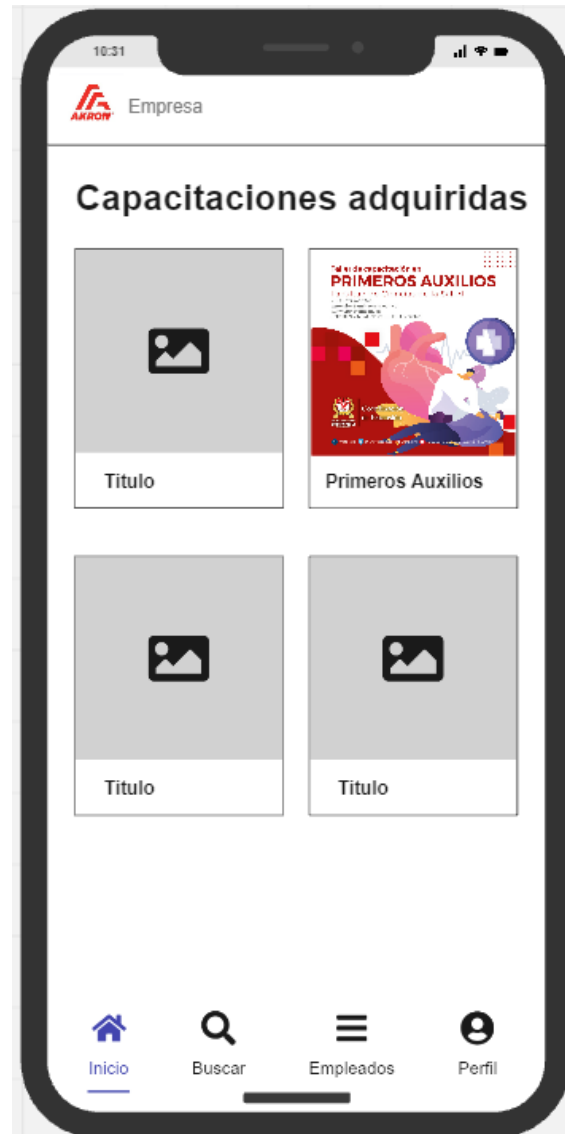 10:31
AKRON
Empresa
Capacitaciones adquiridas
Taller de capacitación en
PRIMEROS AUXILIOS
Titulo
Primeros Auxilios
Titulo
Titulo
Inicio
Buscar
Empleados
Perfil